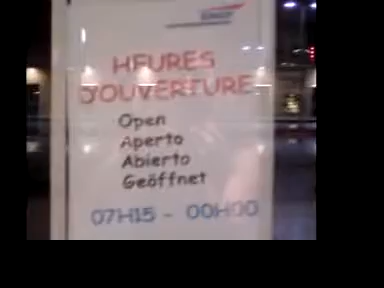 HEURES
D'OUVERTURE
Open
Aperto
Abierto
Geöffnet
07H15 - 00H00